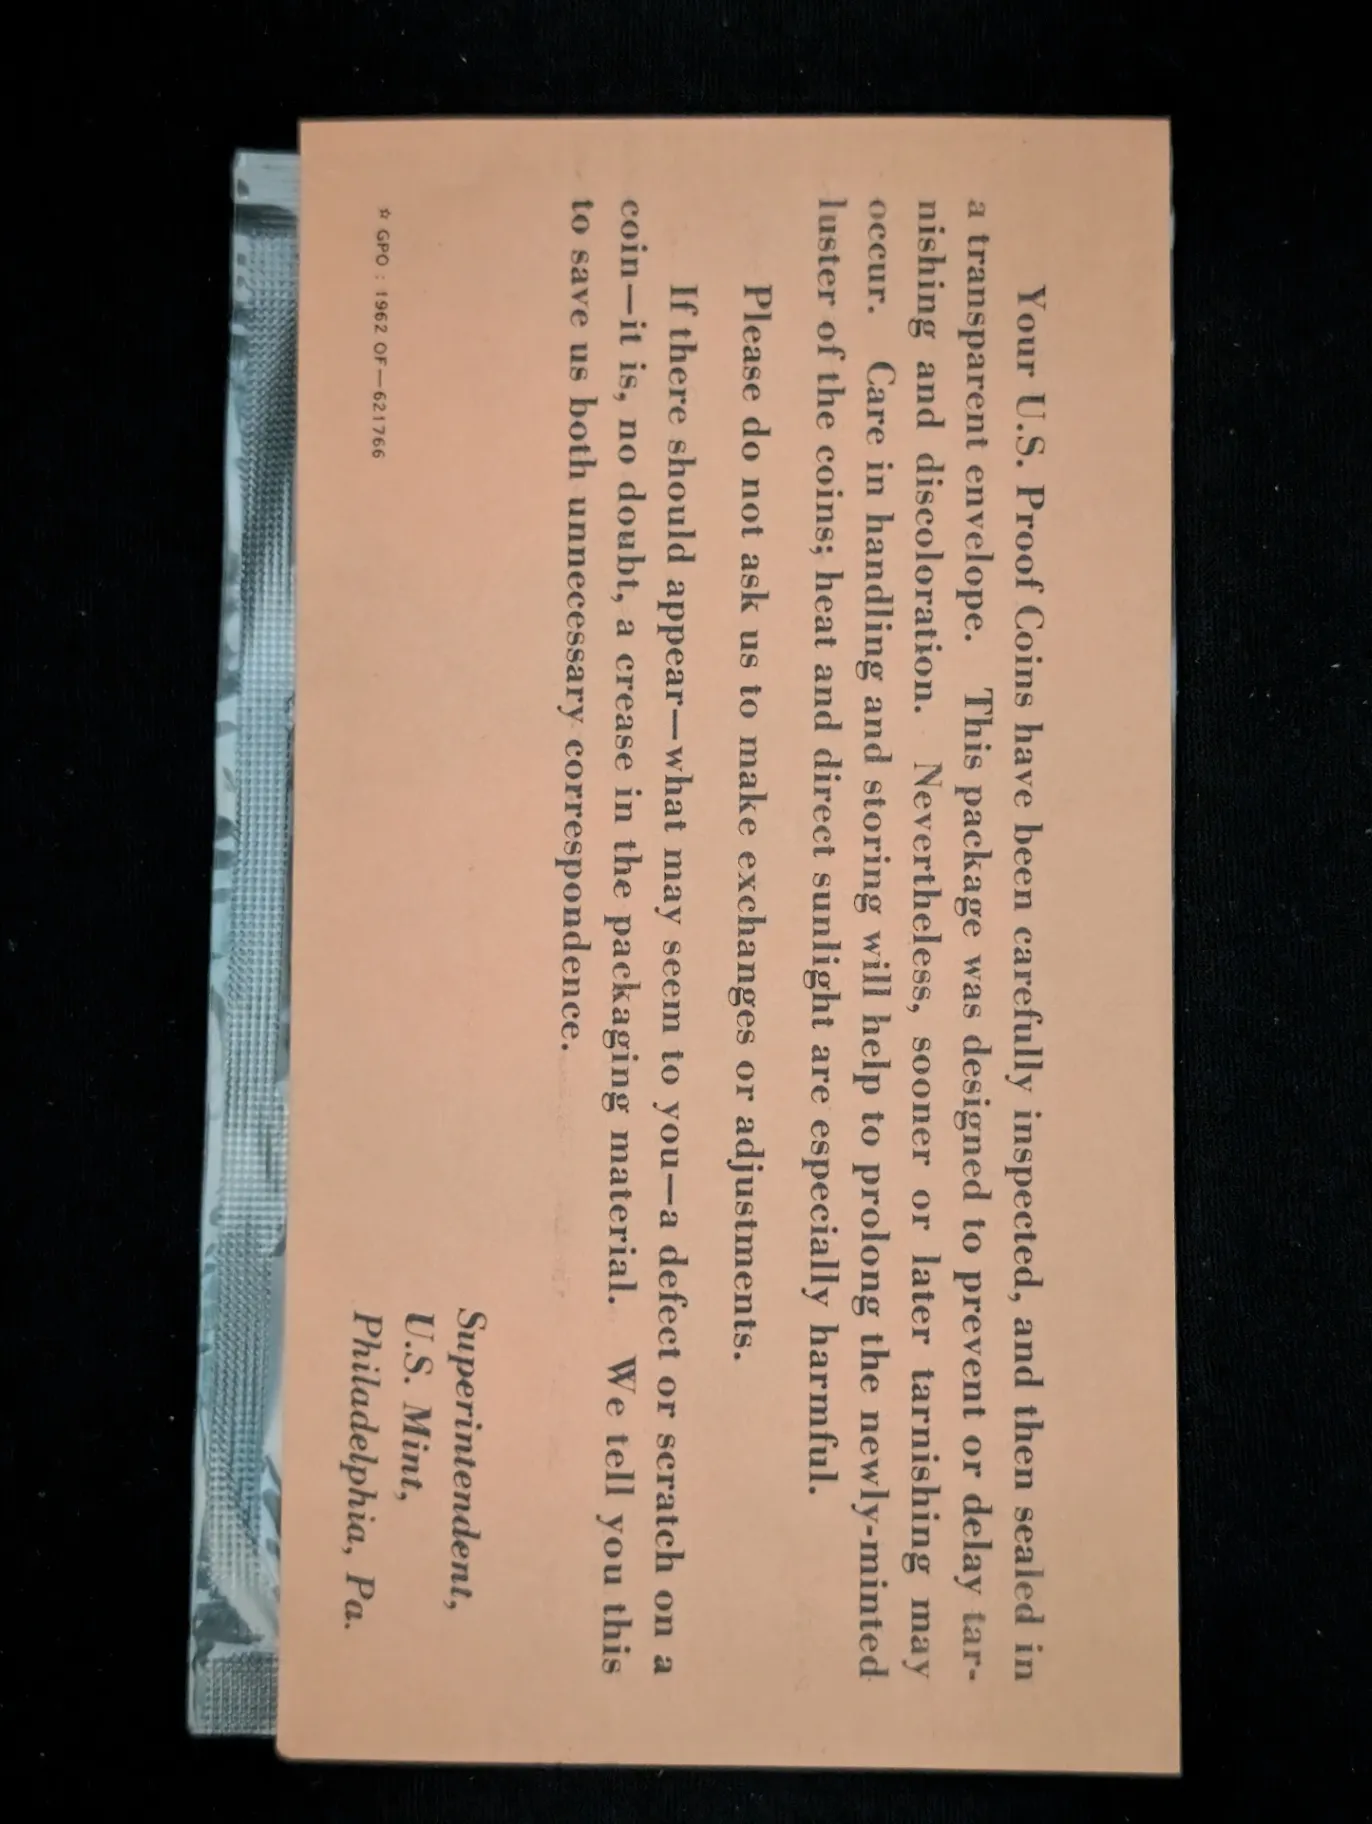 Your U.S. Proof Coins have been carefully inspected, and then sealed in
a transparent envelope. This package was designed to prevent or delay tar-
nishing and discoloration. Nevertheless, sooner or later tarnishing may
occur. Care in handling and storing will help to prolong the newly-minted
luster of the coins; heat and direct sunlight are especially harmful.
Please do not ask us to make exchanges or adjustments.
If there should appear—what may seem to you—a defect or scratch on a
coin—it is, no doubt, a crease in the packaging material. We tell you this
to save us both unnecessary correspondence.
Superintendent,
U.S. Mint,
Philadelphia, Pa.
☆ GPO : 1962 OF—621766